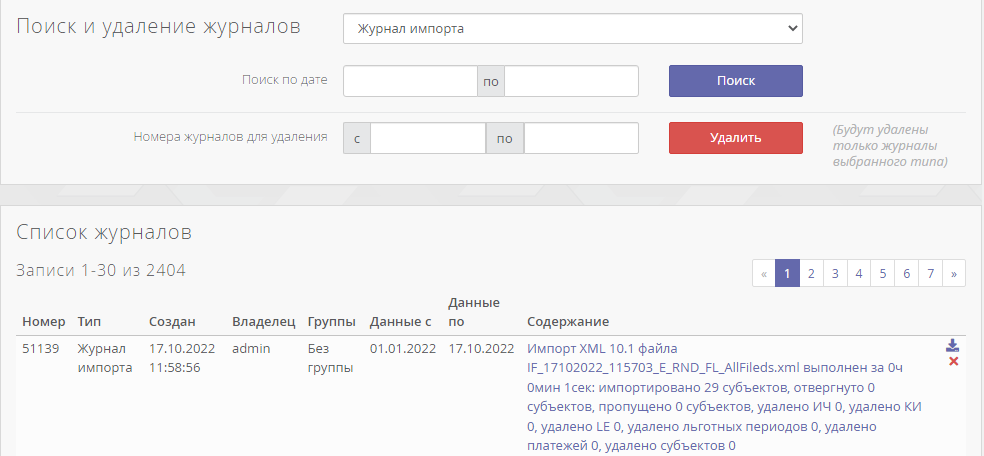 Поиск и удаление журналов
Журнал импорта
Поиск по дате
по
Поиск
Номера журналов для удаления
с
по
Удалить
(Будут удалены
только журналы
выбранного типа)
Список журналов
Записи 1-30 из 2404
« 1 2 3 4 5 6 7 »
Номер Тип Создан Владелец Группы Данные с Данные по Содержание
51139 Журнал импорта 17.10.2022 11:58:56 admin Без группы 01.01.2022 17.10.2022 Импорт XML 10.1 файла
IF_17102022_115703_E_RND_FL_AllFileds.xml выполнен за 0ч
0мин 1сек: импортировано 29 субъектов, отвергнуто 0
субъектов, пропущено 0 субъектов, удалено ИЧ 0, удалено КИ
0, удалено LE 0, удалено льготных периодов 0, удалено
платежей 0, удалено субъектов 0